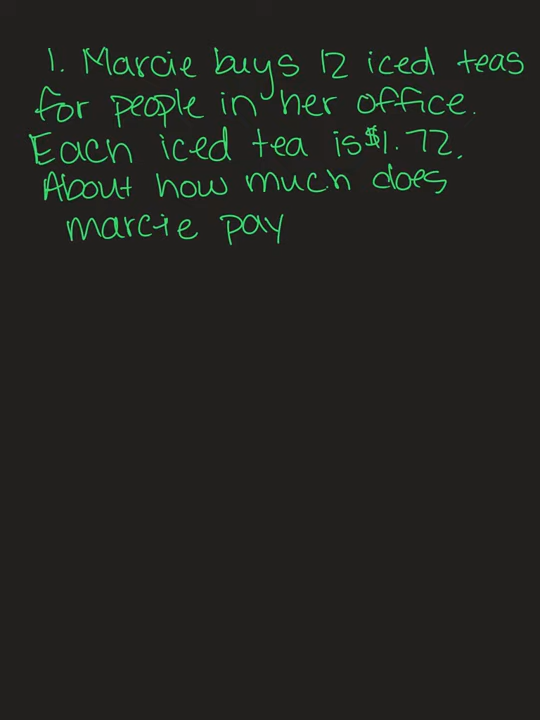 1. Marcie buys 12 iced teas
for people in her office.
Each iced tea is $1.72.
About how much does
marcie pay